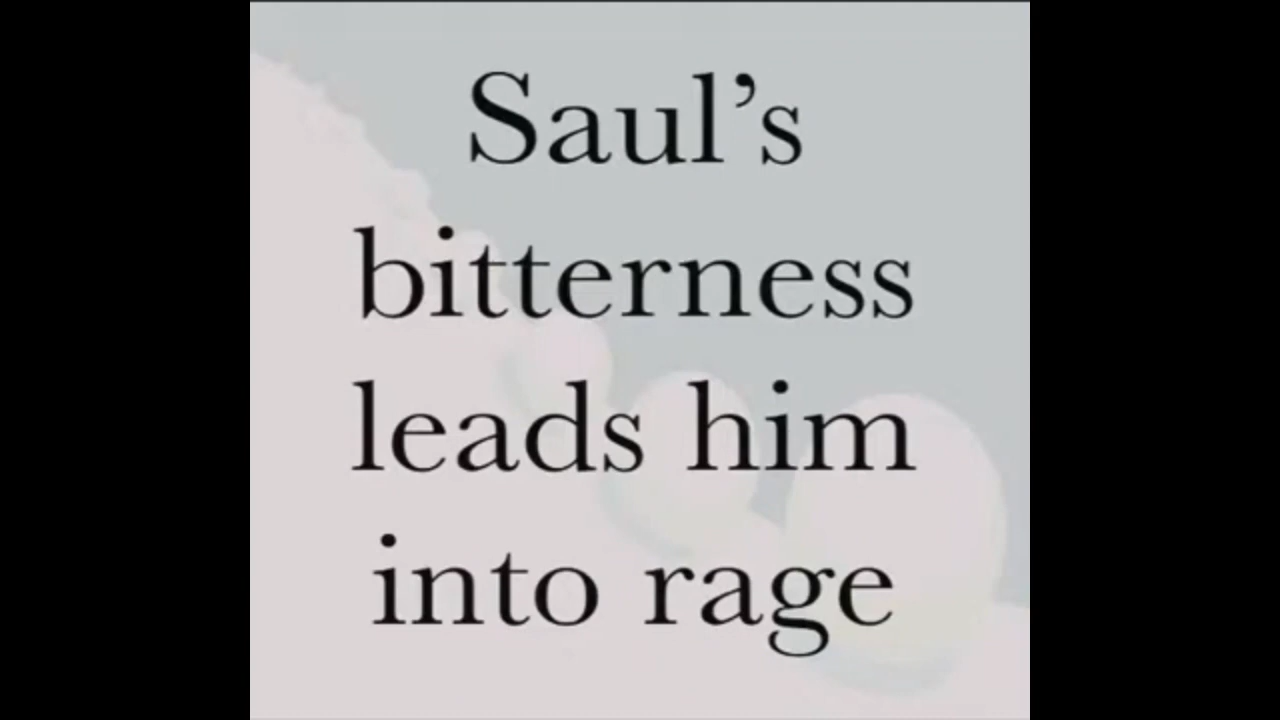 Saul’s
bitterness
leads him
into rage